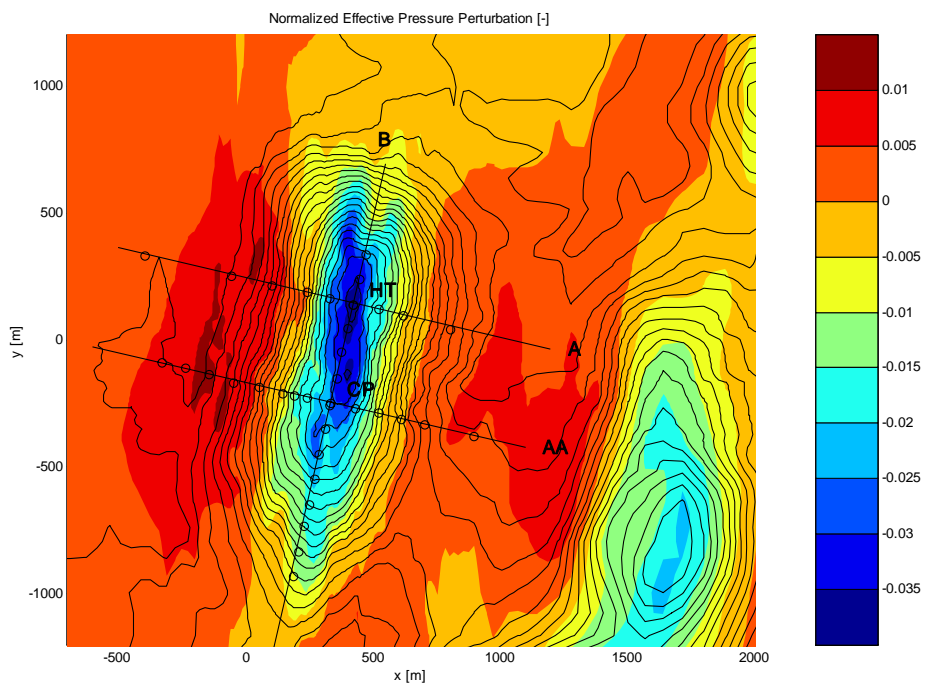 Normalized Effective Pressure Perturbation [-]
1000
500
0
-500
-1000
y [m]
-500
0
500
1000
1500
2000
x [m]
B
HT
A
CP
AA
0.01
0.005
0
-0.005
-0.01
-0.015
-0.02
-0.025
-0.03
-0.035